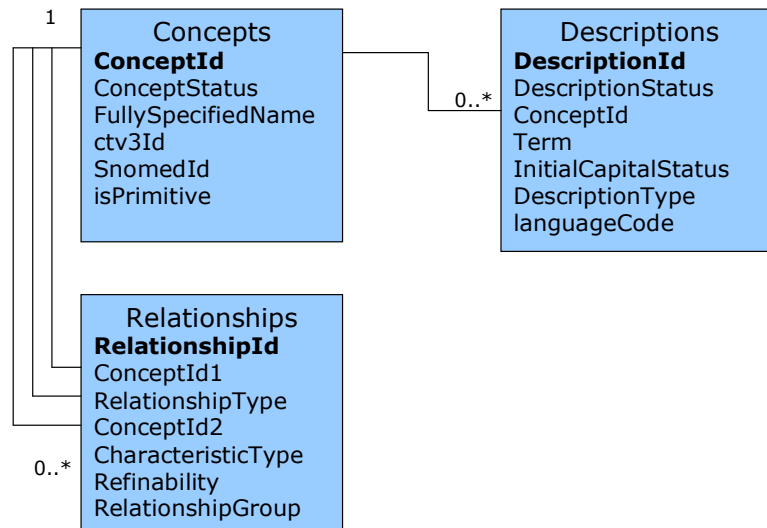 1
Concepts
ConceptId
ConceptStatus
FullySpecifiedName
ctv3Id
SnomedId
isPrimitive
Descriptions
DescriptionId
DescriptionStatus
ConceptId
Term
InitialCapitalStatus
DescriptionType
languageCode
0..*
Relationships
RelationshipId
ConceptId1
RelationshipType
ConceptId2
CharacteristicType
Refinability
RelationshipGroup
0..*